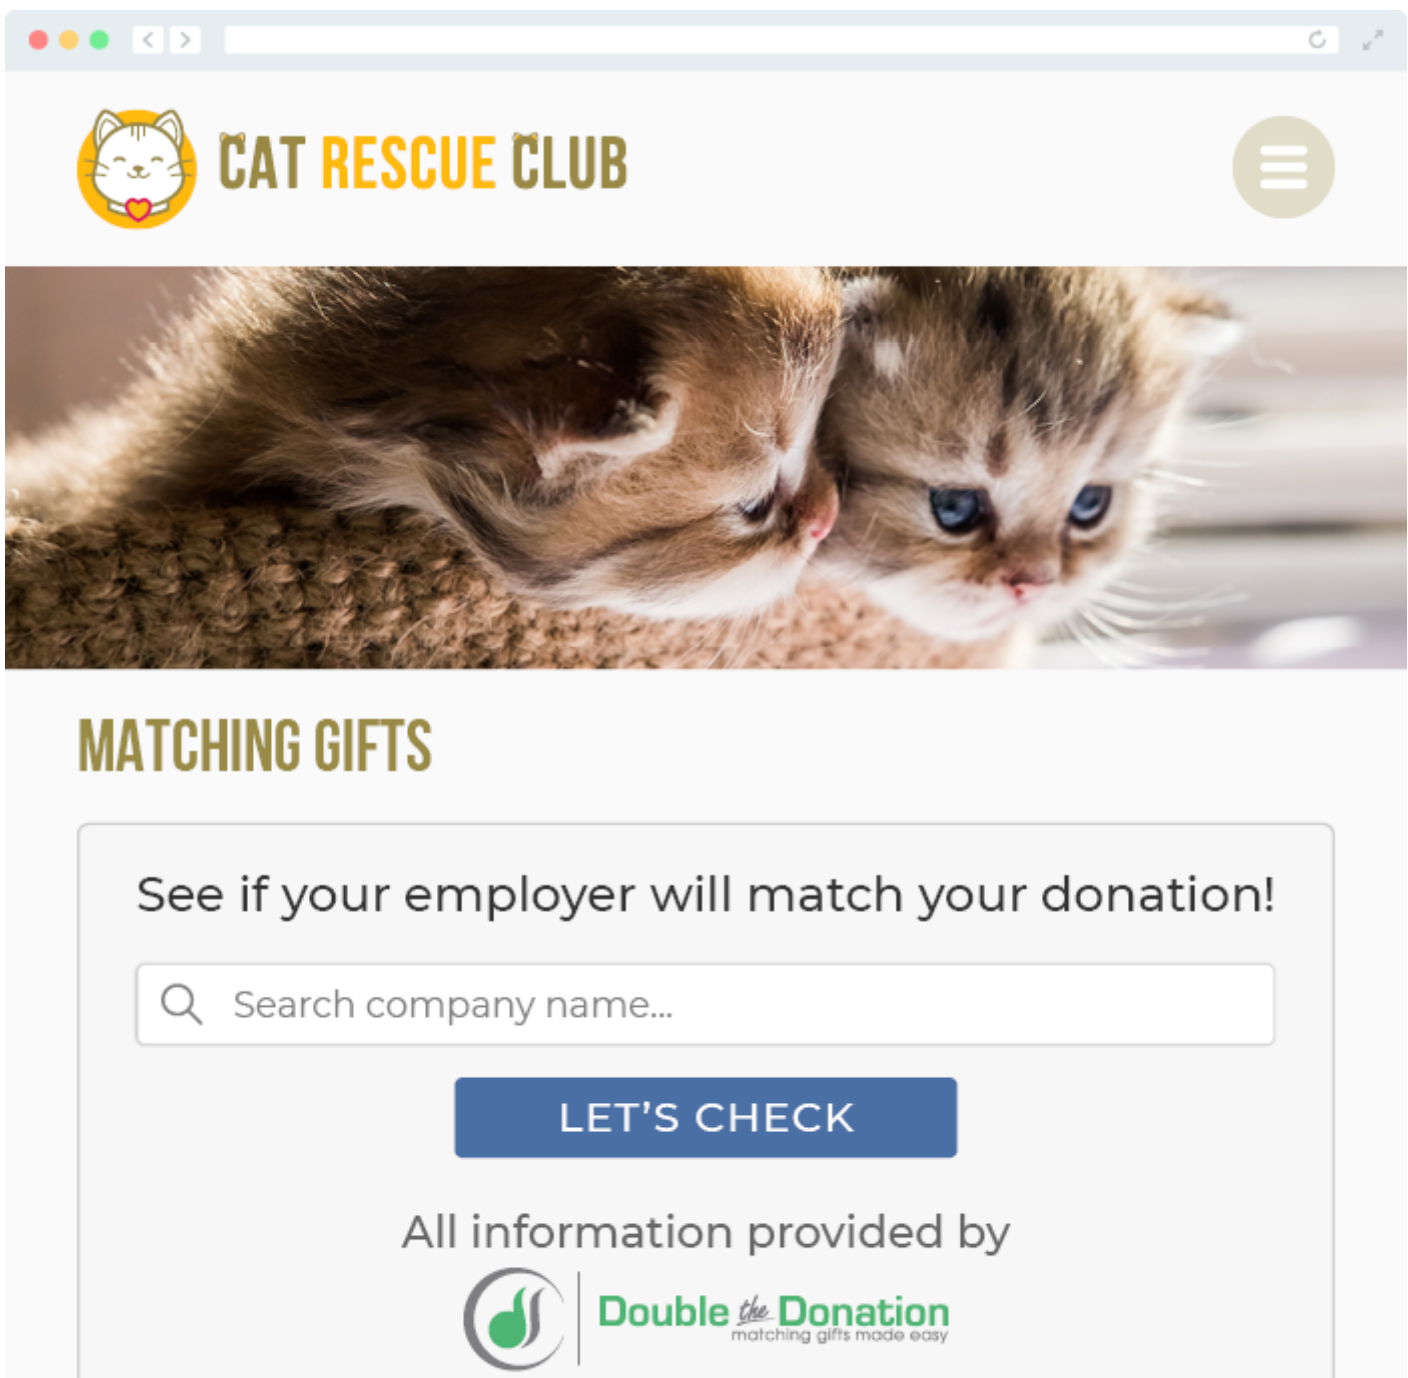 CAT RESCUE CLUB
MATCHING GIFTS
See if your employer will match your donation!
Search company name...
LET'S CHECK
All information provided by
Double the Donation
matching gifts made easy